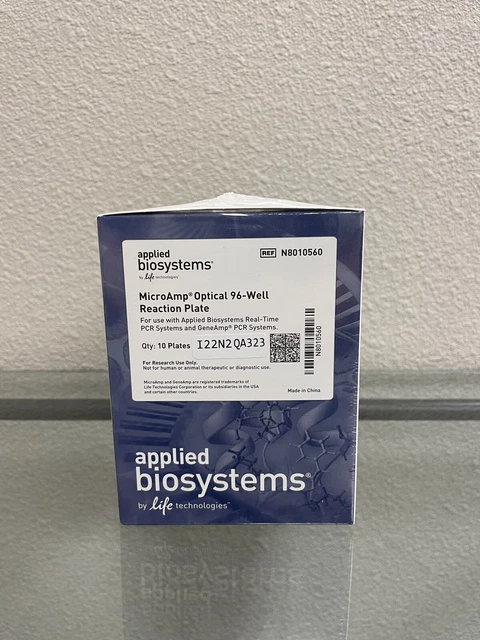 applied
biosystems®
by life technologies™
REF N8010560
MicroAmp® Optical 96-Well
Reaction Plate
For use with Applied Biosystems Real-Time
PCR Systems and GeneAmp® PCR Systems.
Qty: 10 Plates I22N2QA323
N8010560
For Research Use Only.
Not for human or animal therapeutic or diagnostic use.
MicroAmp and GeneAmp are registered trademarks of
Life Technologies Corporation or its subsidiaries in the USA
and certain other countries.
Made in China
applied
biosystems®
by life technologies™